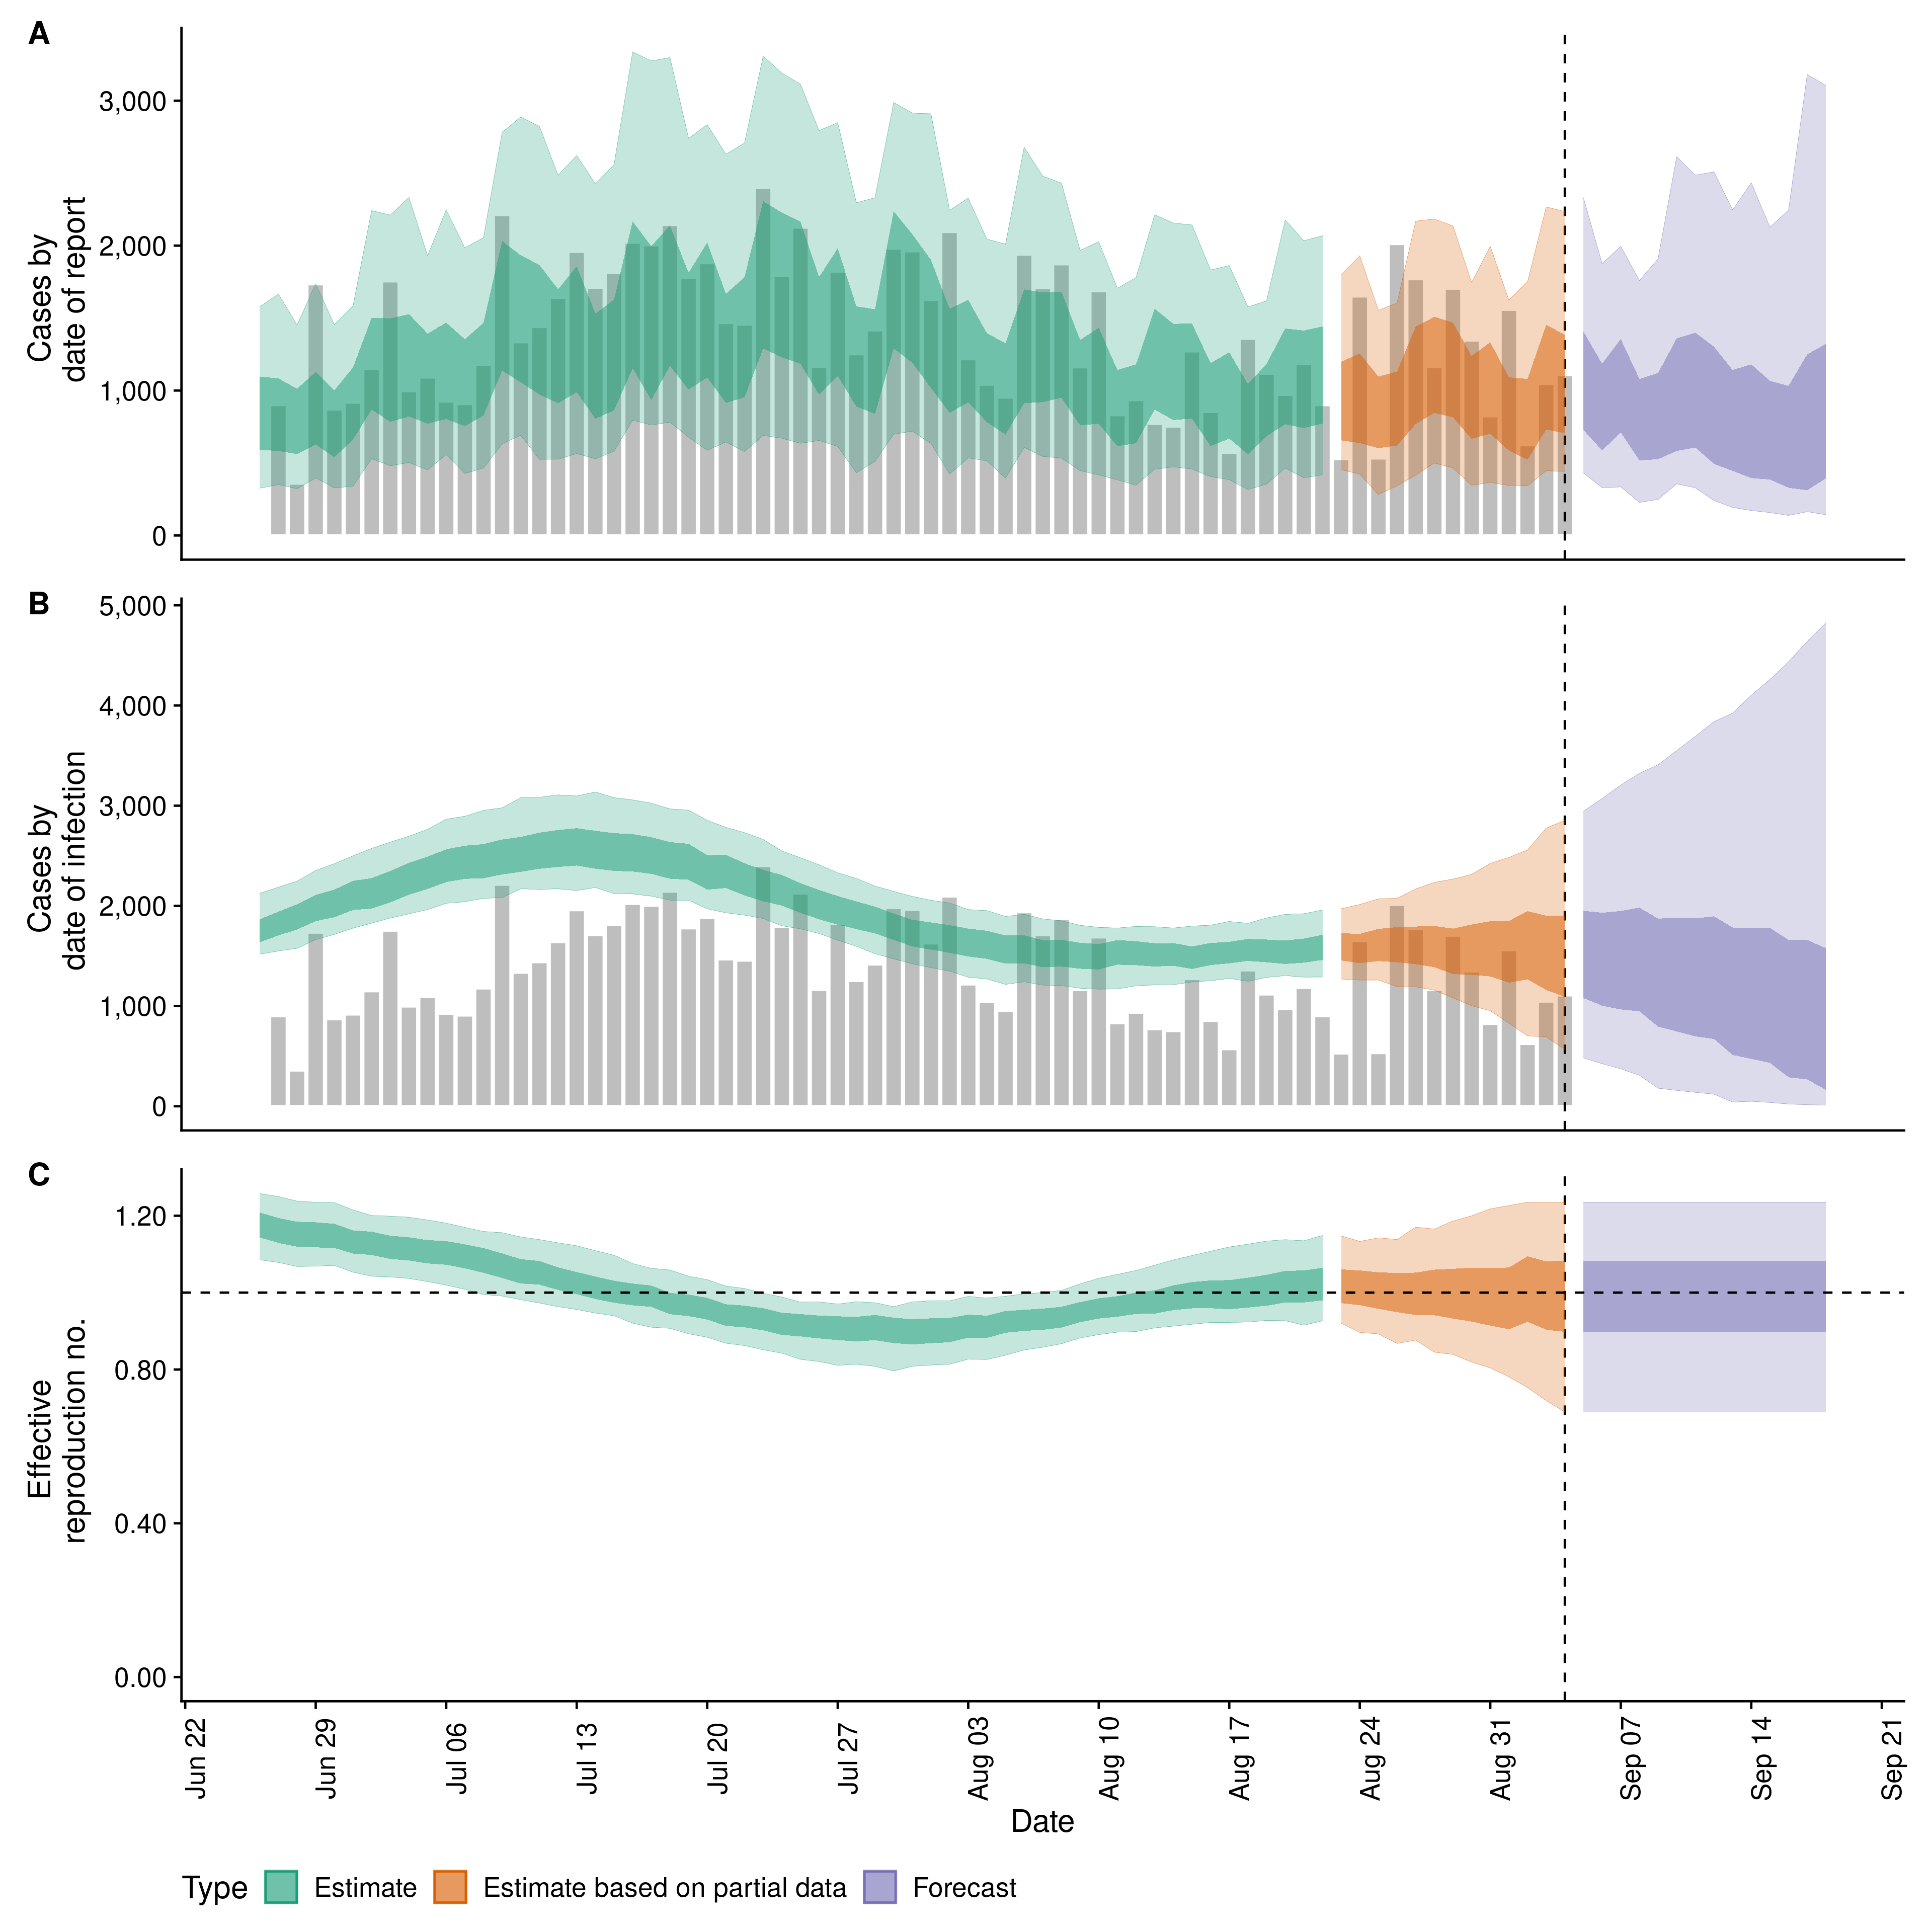 A
Cases by
date of report
3,000
2,000
1,000
0
B
Cases by
date of infection
5,000
4,000
3,000
2,000
1,000
0
C
Effective
reproduction no.
1.20
0.80
0.40
0.00
Jun 22
Jun 29
Jul 06
Jul 13
Jul 20
Jul 27
Aug 03
Aug 10
Aug 17
Aug 24
Aug 31
Sep 07
Sep 14
Sep 21
Date
Type Estimate Estimate based on partial data Forecast